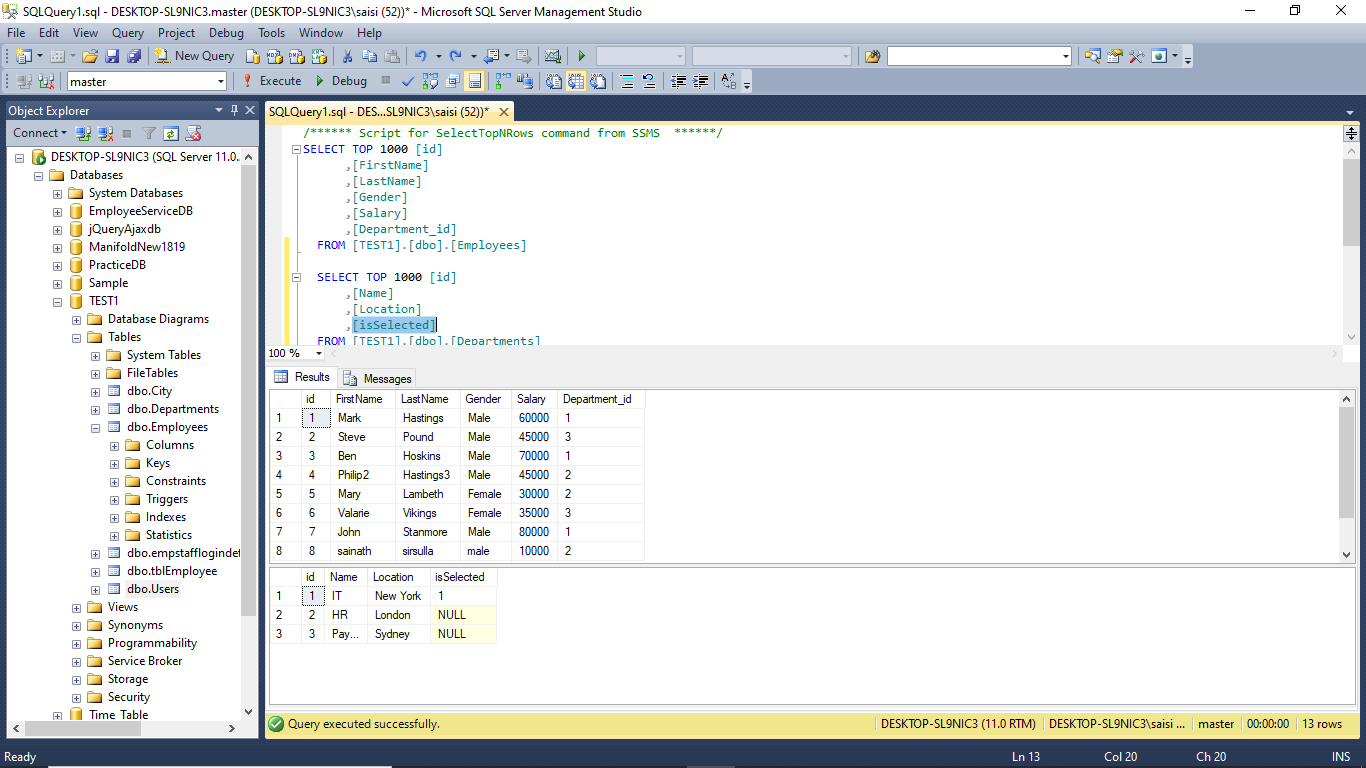 SQLQuery1.sql - DESKTOP-SL9NIC3.master (DESKTOP-SL9NIC3\saisi (52))* - Microsoft SQL Server Management Studio
File Edit View Query Project Debug Tools Window Help
New Query
master Execute Debug
Object Explorer
Connect
DESKTOP-SL9NIC3 (SQL Server 11.0..
Databases
System Databases
EmployeeServiceDB
jQueryAjaxdb
ManifoldNew1819
PracticeDB
Sample
TEST1
Database Diagrams
Tables
System Tables
FileTables
dbo.City
dbo.Departments
dbo.Employees
Columns
Keys
Constraints
Triggers
Indexes
Statistics
dbo.empstafflogindet
dbo.tblEmployee
dbo.Users
Views
Synonyms
Programmability
Service Broker
Storage
Security
Time_Table
SQLQuery1.sql - DES...SL9NIC3\saisi (52))*
/****** Script for SelectTopNRows command from SSMS  ******/
SELECT TOP 1000 [id]
,[FirstName]
,[LastName]
,[Gender]
,[Salary]
,[Department_id]
FROM [TEST1].[dbo].[Employees]
SELECT TOP 1000 [id]
,[Name]
,[Location]
,[isSelected]
FROM [TEST1].[dbo].[Departments]
100 %
Results Messages
id FirstName LastName Gender Salary Department_id
1 1 Mark Hastings Male 60000 1
2 2 Steve Pound Male 45000 3
3 3 Ben Hoskins Male 70000 1
4 4 Philip2 Hastings3 Male 45000 2
5 5 Mary Lambeth Female 30000 2
6 6 Valarie Vikings Female 35000 3
7 7 John Stanmore Male 80000 1
8 8 sainath sirsulla male 10000 2
id Name Location isSelected
1 1 IT New York 1
2 2 HR London NULL
3 3 Pay... Sydney NULL
Query executed successfully. DESKTOP-SL9NIC3 (11.0 RTM) DESKTOP-SL9NIC3\saisi ... master 00:00:00 13 rows
Ready Ln 13 Col 20 Ch 20 INS